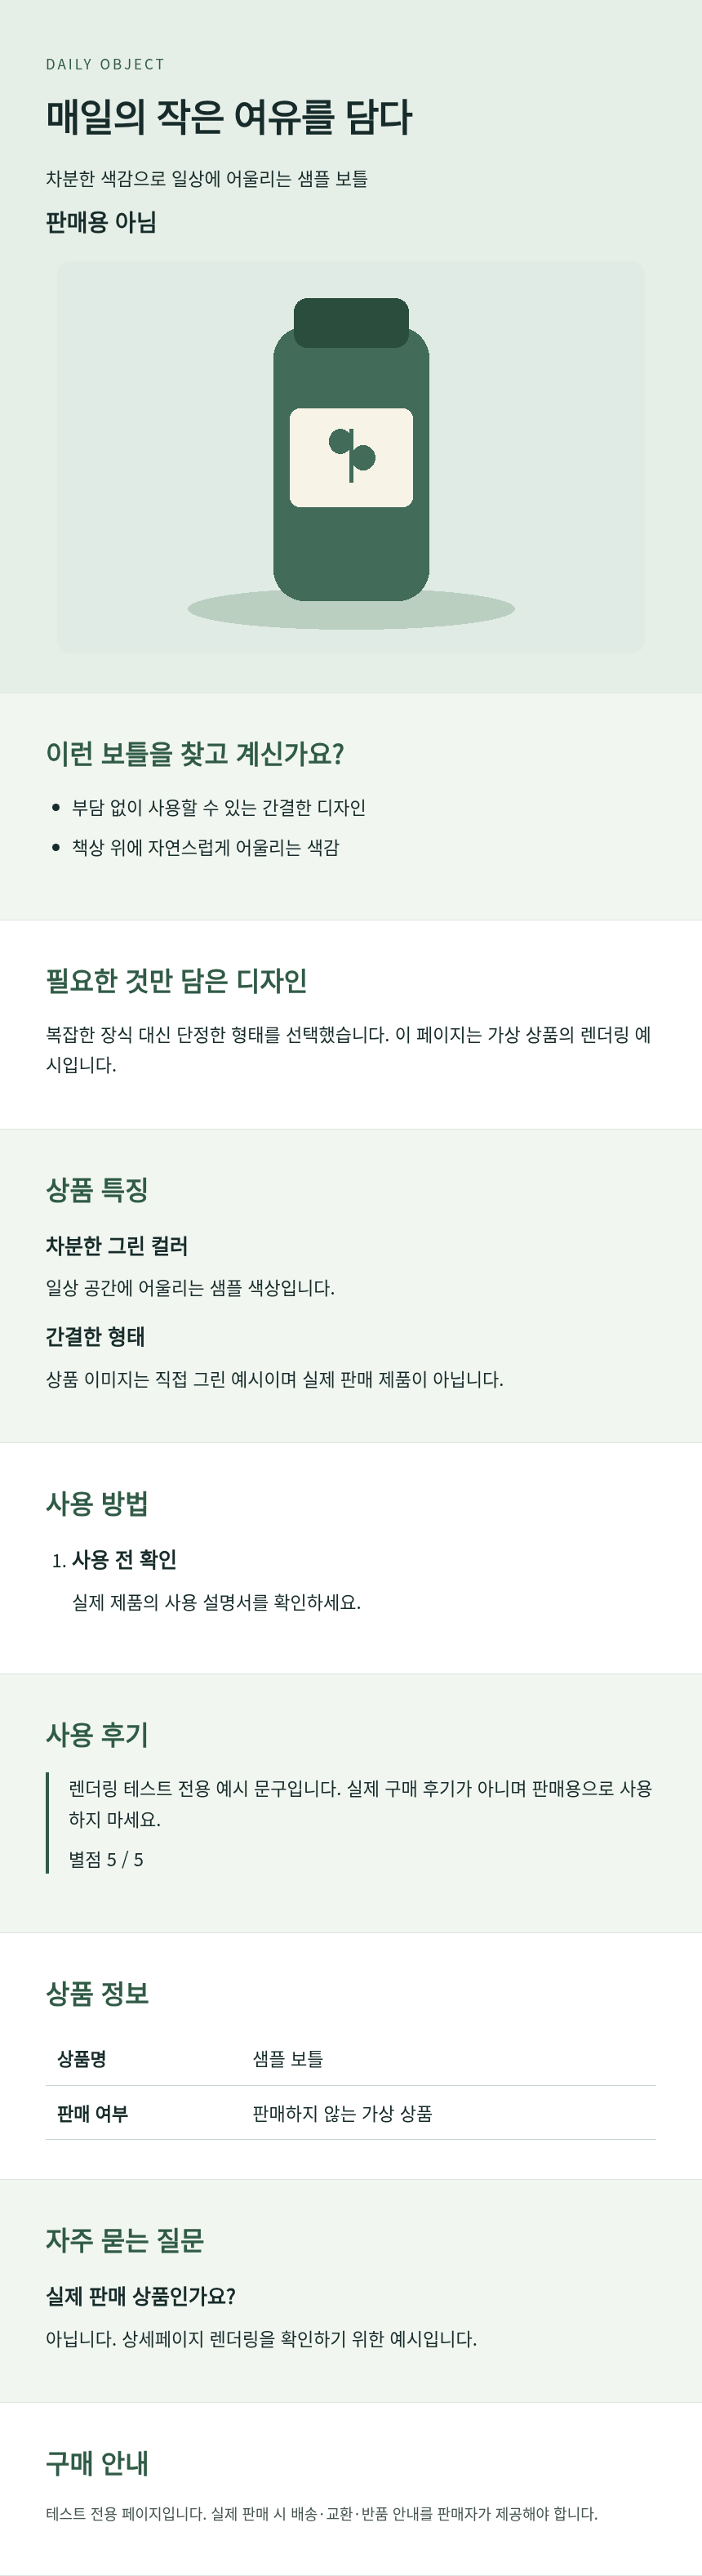 DAILY OBJECT
매일의 작은 여유를 담다
차분한 색감으로 일상에 어울리는 샘플 보틀
판매용 아님
이런 보틀을 찾고 계신가요?
• 부담 없이 사용할 수 있는 간결한 디자인
• 책상 위에 자연스럽게 어울리는 색감
필요한 것만 담은 디자인
복잡한 장식 대신 단정한 형태를 선택했습니다. 이 페이지는 가상 상품의 렌더링 예
시입니다.
상품 특징
차분한 그린 컬러
일상 공간에 어울리는 샘플 색상입니다.
간결한 형태
상품 이미지는 직접 그린 예시이며 실제 판매 제품이 아닙니다.
사용 방법
1. 사용 전 확인
실제 제품의 사용 설명서를 확인하세요.
사용 후기
렌더링 테스트 전용 예시 문구입니다. 실제 구매 후기가 아니며 판매용으로 사용
하지 마세요.
별점 5 / 5
상품 정보
상품명 샘플 보틀
판매 여부 판매하지 않는 가상 상품
자주 묻는 질문
실제 판매 상품인가요?
아닙니다. 상세페이지 렌더링을 확인하기 위한 예시입니다.
구매 안내
테스트 전용 페이지입니다. 실제 판매 시 배송·교환·반품 안내를 판매자가 제공해야 합니다.